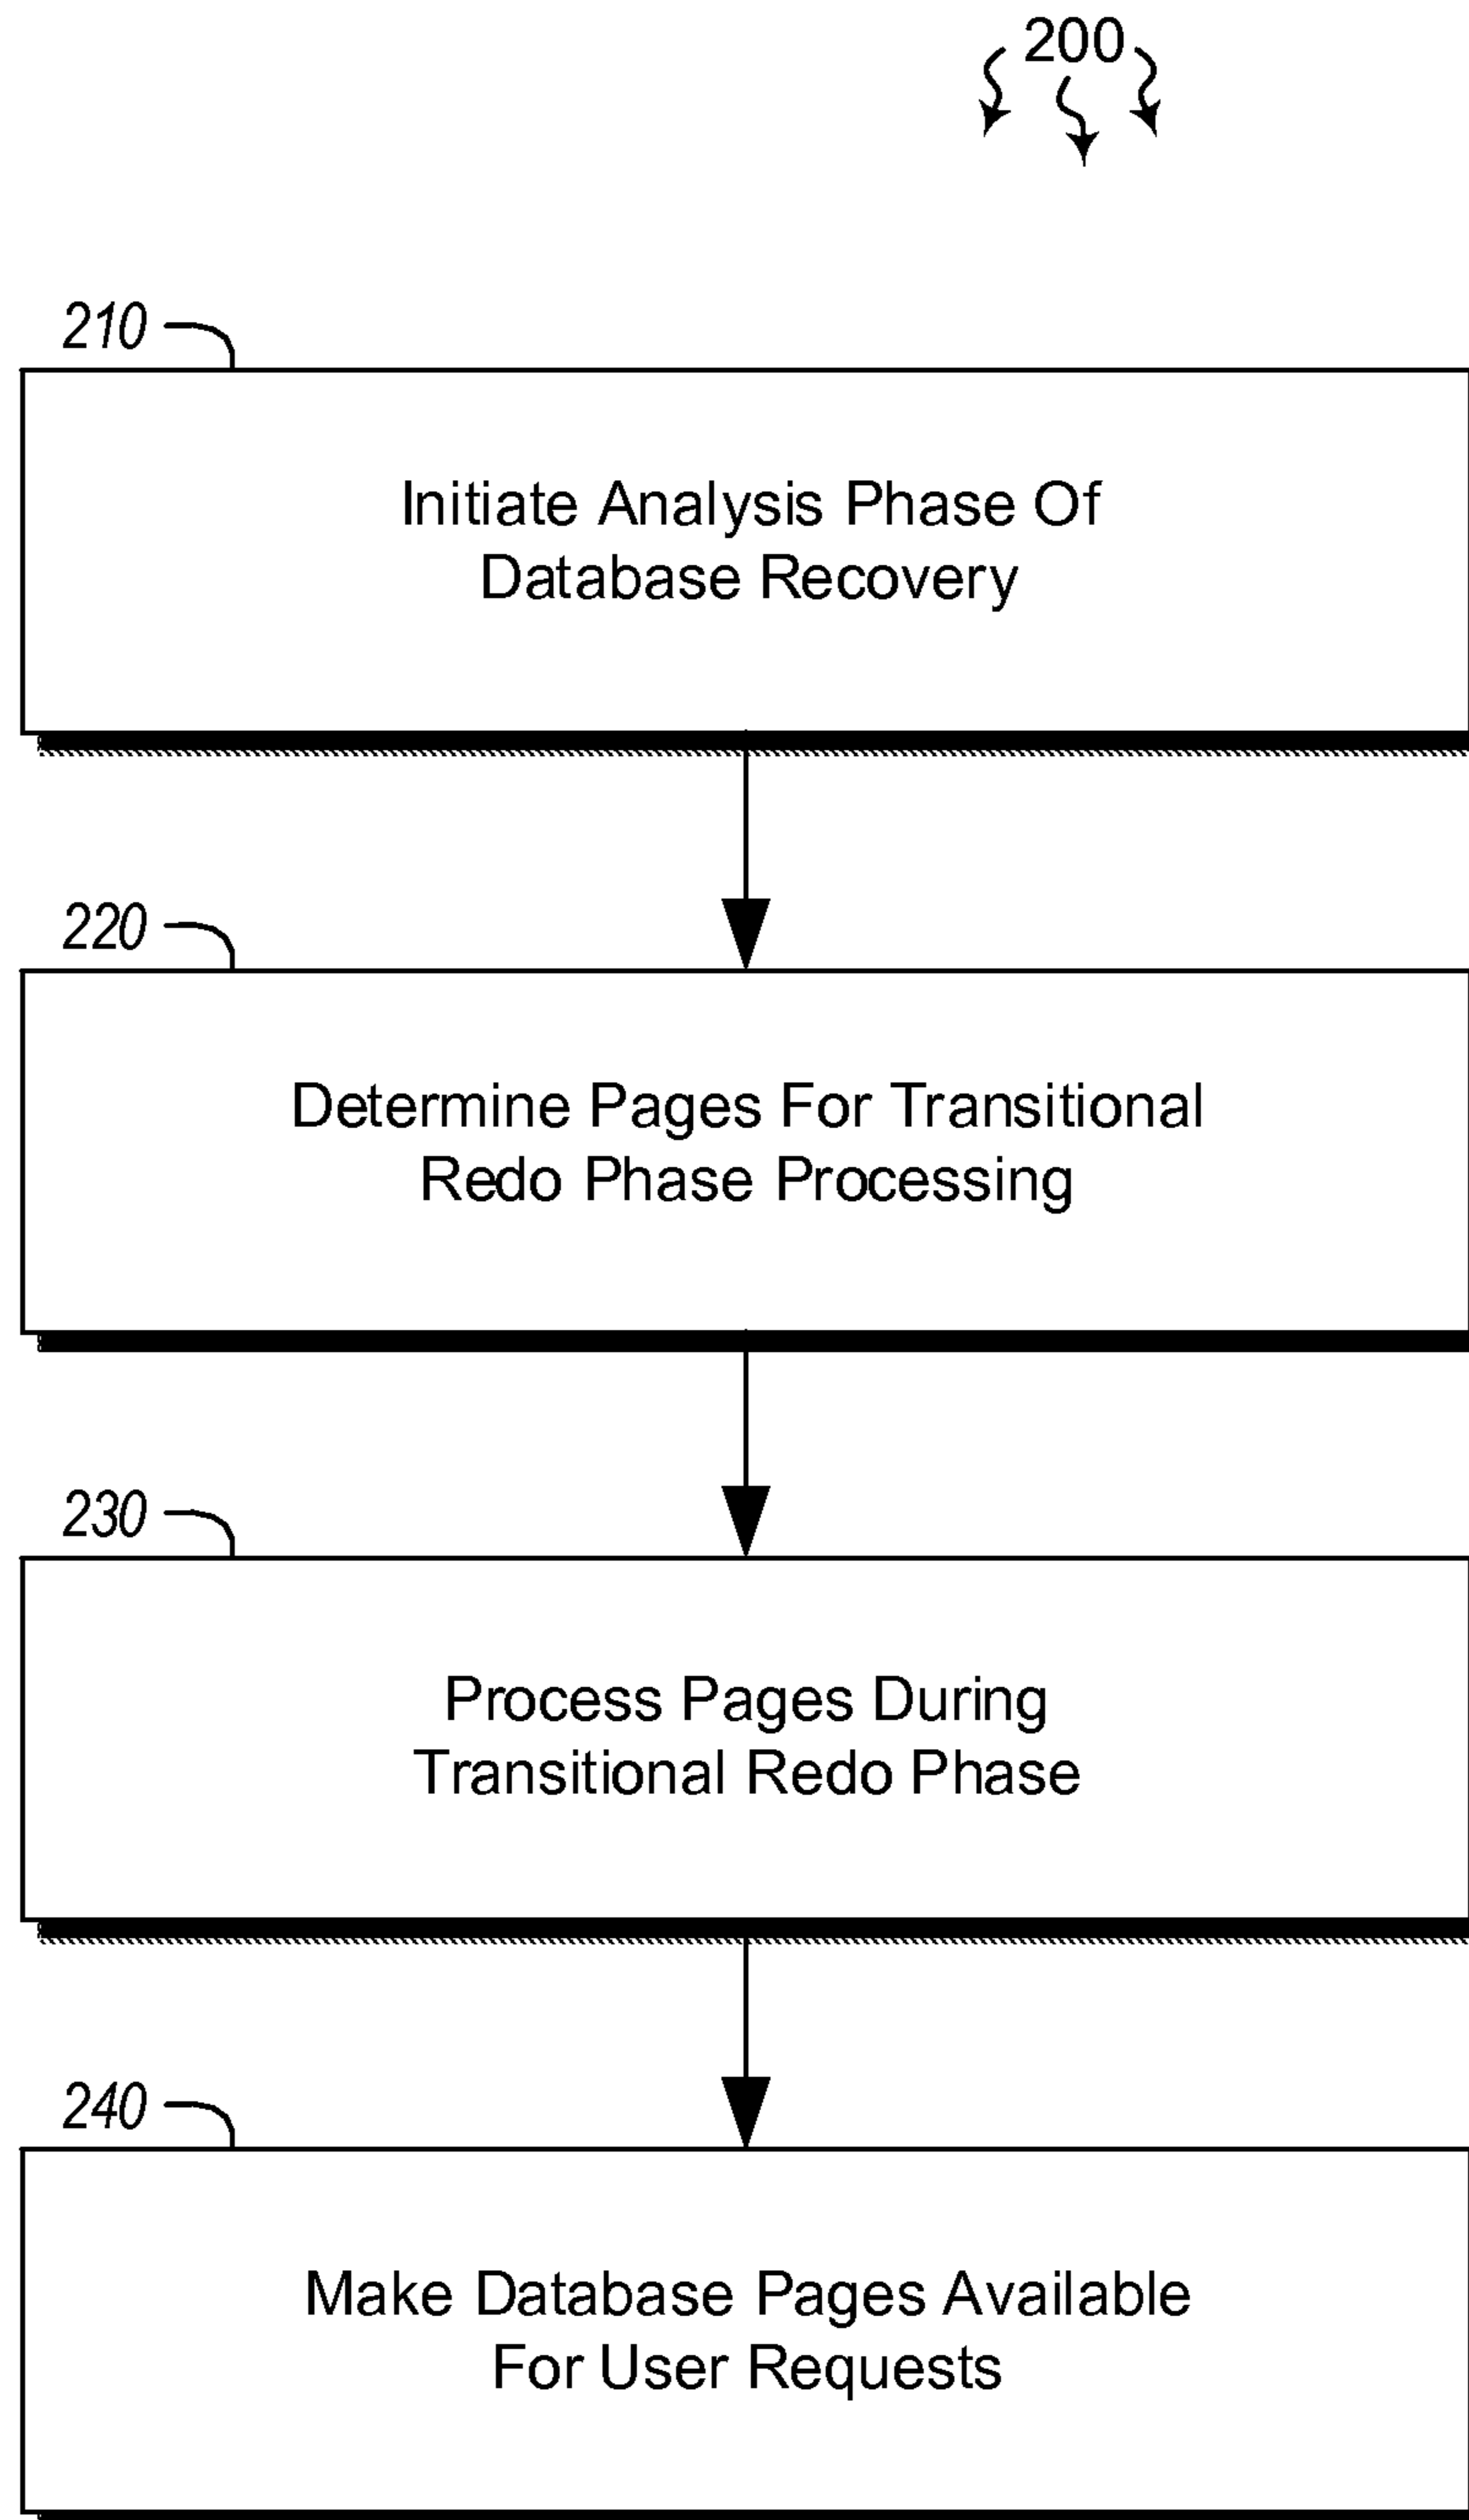 200
210
Initiate Analysis Phase Of
Database Recovery
220
Determine Pages For Transitional
Redo Phase Processing
230
Process Pages During
Transitional Redo Phase
240
Make Database Pages Available
For User Requests